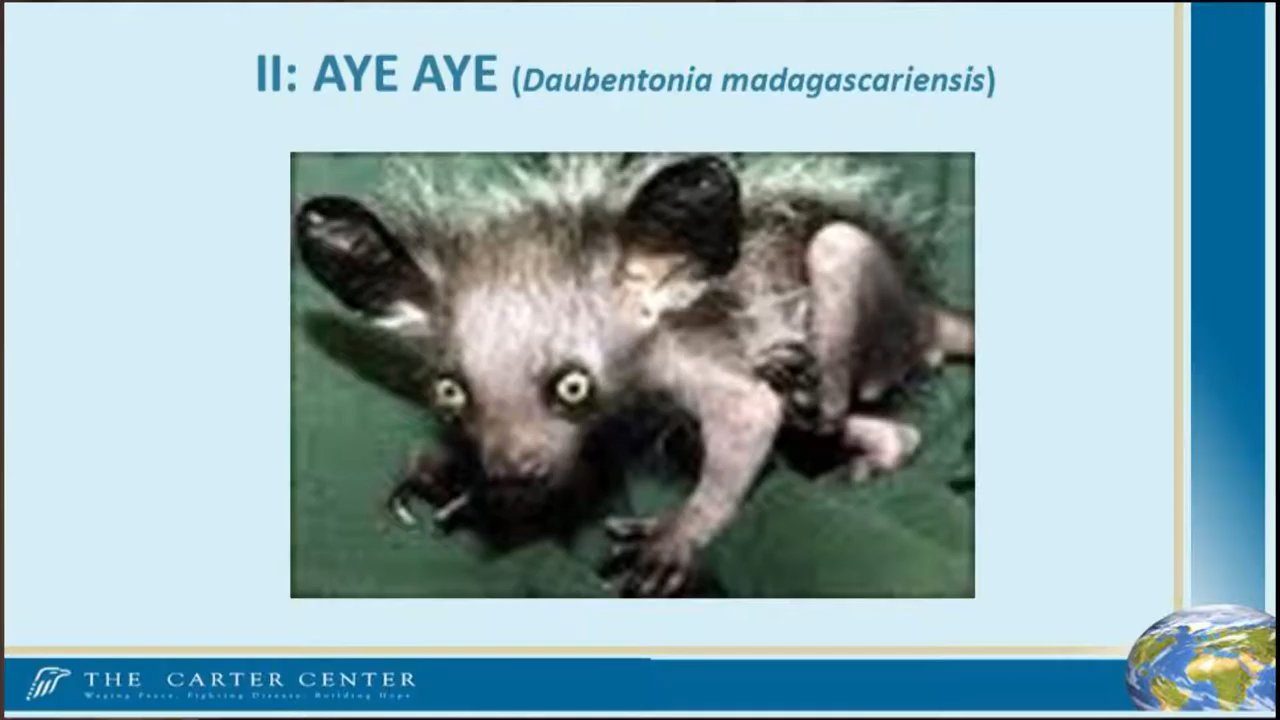 II: AYE AYE (Daubentonia madagascariensis)
THE CARTER CENTER
Waging Peace. Fighting Disease. Building Hope.